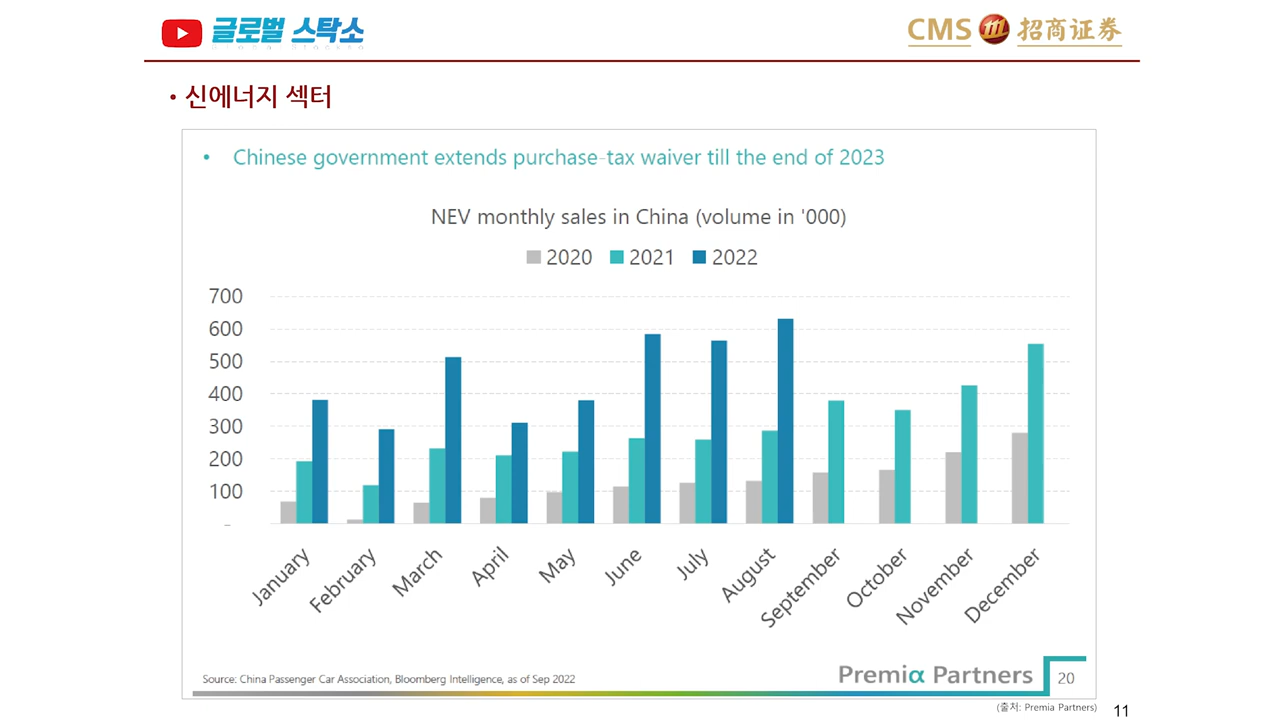 글로벌 스탁소
CMS 招商证券
• 신에너지 섹터
• Chinese government extends purchase-tax waiver till the end of 2023
NEV monthly sales in China (volume in '000)
2020 2021 2022
700
600
500
400
300
200
100
-
January February March April May June July August September October November December
Source: China Passenger Car Association, Bloomberg Intelligence, as of Sep 2022
Premiα Partners 20
(출처: Premia Partners) 11